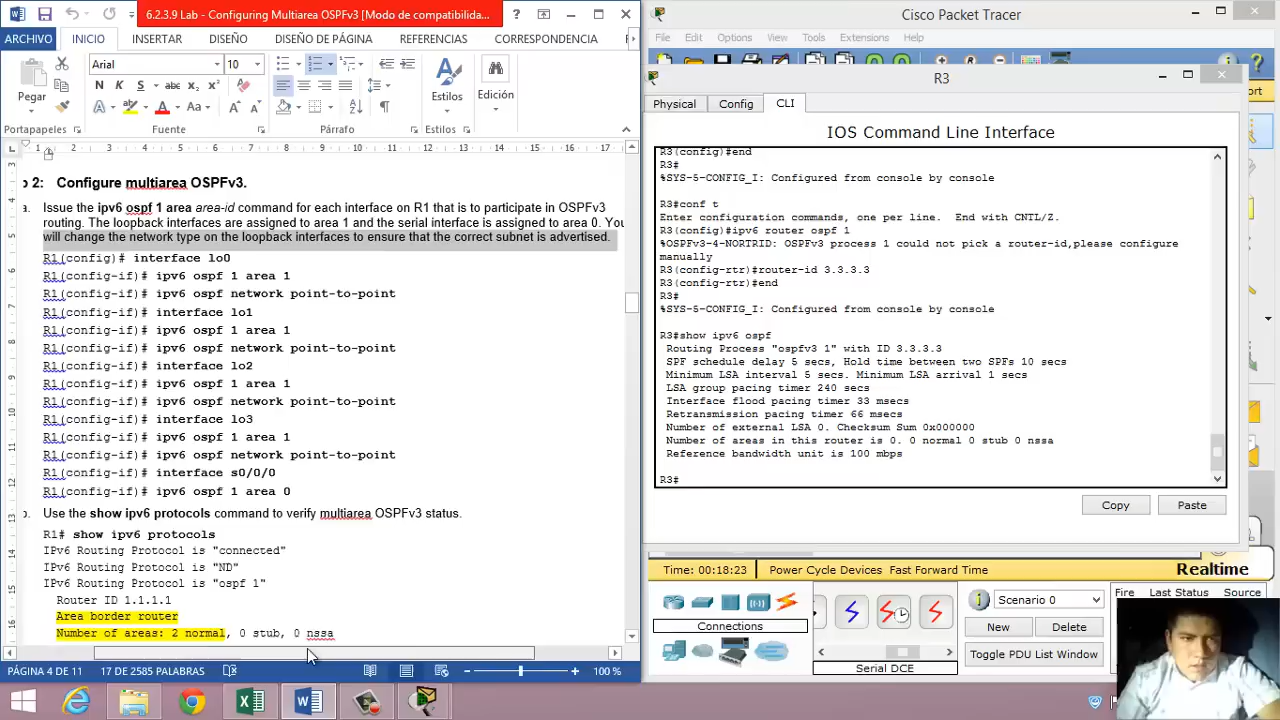 6.2.3.9 Lab - Configuring Multiarea OSPFv3 [Modo de compatibilida...
ARCHIVO INICIO INSERTAR DISEÑO DISEÑO DE PÁGINA REFERENCIAS CORRESPONDENCIA
Pegar
Arial 10
N K S abc x₂ x²
Aa A A
Estilos Edición
Portapapeles Fuente Párrafo Estilos
1 2 3 4 5 6 7 8 9 10 11 12 13 14 15 16 17
2: Configure multiarea OSPFv3.
a. Issue the ipv6 ospf 1 area area-id command for each interface on R1 that is to participate in OSPFv3
routing. The loopback interfaces are assigned to area 1 and the serial interface is assigned to area 0. You
will change the network type on the loopback interfaces to ensure that the correct subnet is advertised.
R1(config)# interface lo0
R1(config-if)# ipv6 ospf 1 area 1
R1(config-if)# ipv6 ospf network point-to-point
R1(config-if)# interface lo1
R1(config-if)# ipv6 ospf 1 area 1
R1(config-if)# ipv6 ospf network point-to-point
R1(config-if)# interface lo2
R1(config-if)# ipv6 ospf 1 area 1
R1(config-if)# ipv6 ospf network point-to-point
R1(config-if)# interface lo3
R1(config-if)# ipv6 ospf 1 area 1
R1(config-if)# ipv6 ospf network point-to-point
R1(config-if)# interface s0/0/0
R1(config-if)# ipv6 ospf 1 area 0
Use the show ipv6 protocols command to verify multiarea OSPFv3 status.
R1# show ipv6 protocols
IPv6 Routing Protocol is "connected"
IPv6 Routing Protocol is "ND"
IPv6 Routing Protocol is "ospf 1"
Router ID 1.1.1.1
Area border router
Number of areas: 2 normal, 0 stub, 0 nssa
PÁGINA 4 DE 11 17 DE 2585 PALABRAS 100 %
Cisco Packet Tracer
File Edit Options View Tools Extensions Help
R3
Physical Config CLI
IOS Command Line Interface
R3(config)#end
R3#
%SYS-5-CONFIG_I: Configured from console by console
R3#conf t
Enter configuration commands, one per line. End with CNTL/Z.
R3(config)#ipv6 router ospf 1
%OSPFv3-4-NORTRID: OSPFv3 process 1 could not pick a router-id,please configure
manually
R3(config-rtr)#router-id 3.3.3.3
R3(config-rtr)#end
R3#
%SYS-5-CONFIG_I: Configured from console by console
R3#show ipv6 ospf
Routing Process "ospfv3 1" with ID 3.3.3.3
SPF schedule delay 5 secs, Hold time between two SPFs 10 secs
Minimum LSA interval 5 secs. Minimum LSA arrival 1 secs
LSA group pacing timer 240 secs
Interface flood pacing timer 33 msecs
Retransmission pacing timer 66 msecs
Number of external LSA 0. Checksum Sum 0x000000
Number of areas in this router is 0. 0 normal 0 stub 0 nssa
Reference bandwidth unit is 100 mbps
R3#
Copy Paste
Time: 00:18:23 Power Cycle Devices Fast Forward Time Realtime
Connections
Serial DCE
Scenario 0
New Delete
Toggle PDU List Window
Fire Last Status Source